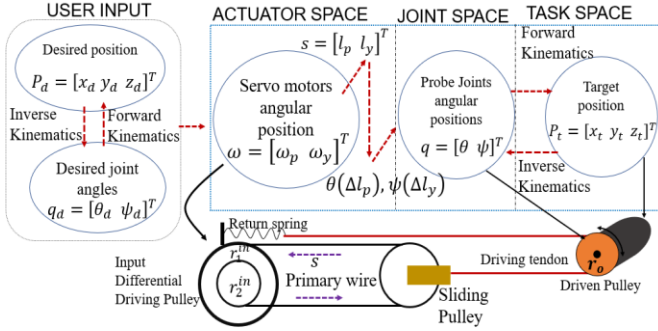 USER INPUT
Desired position
P_d = [x_d y_d z_d]^T
Inverse
Kinematics
Forward
Kinematics
Desired joint
angles
q_d = [θ_d ψ_d]^T
ACTUATOR SPACE
s = [l_p l_y]^T
Servo motors
angular
position
ω = [ω_p ω_y]^T
θ(Δl_p), ψ(Δl_y)
JOINT SPACE
Probe Joints
angular
positions
q = [θ ψ]^T
TASK SPACE
Forward
Kinematics
Target
position
P_t = [x_t y_t z_t]^T
Inverse
Kinematics
Return spring
Input
Differential
Driving Pulley
r_1^in
r_2^in
s
Primary wire
Sliding
Pulley
Driving tendon
r_o
Driven Pulley